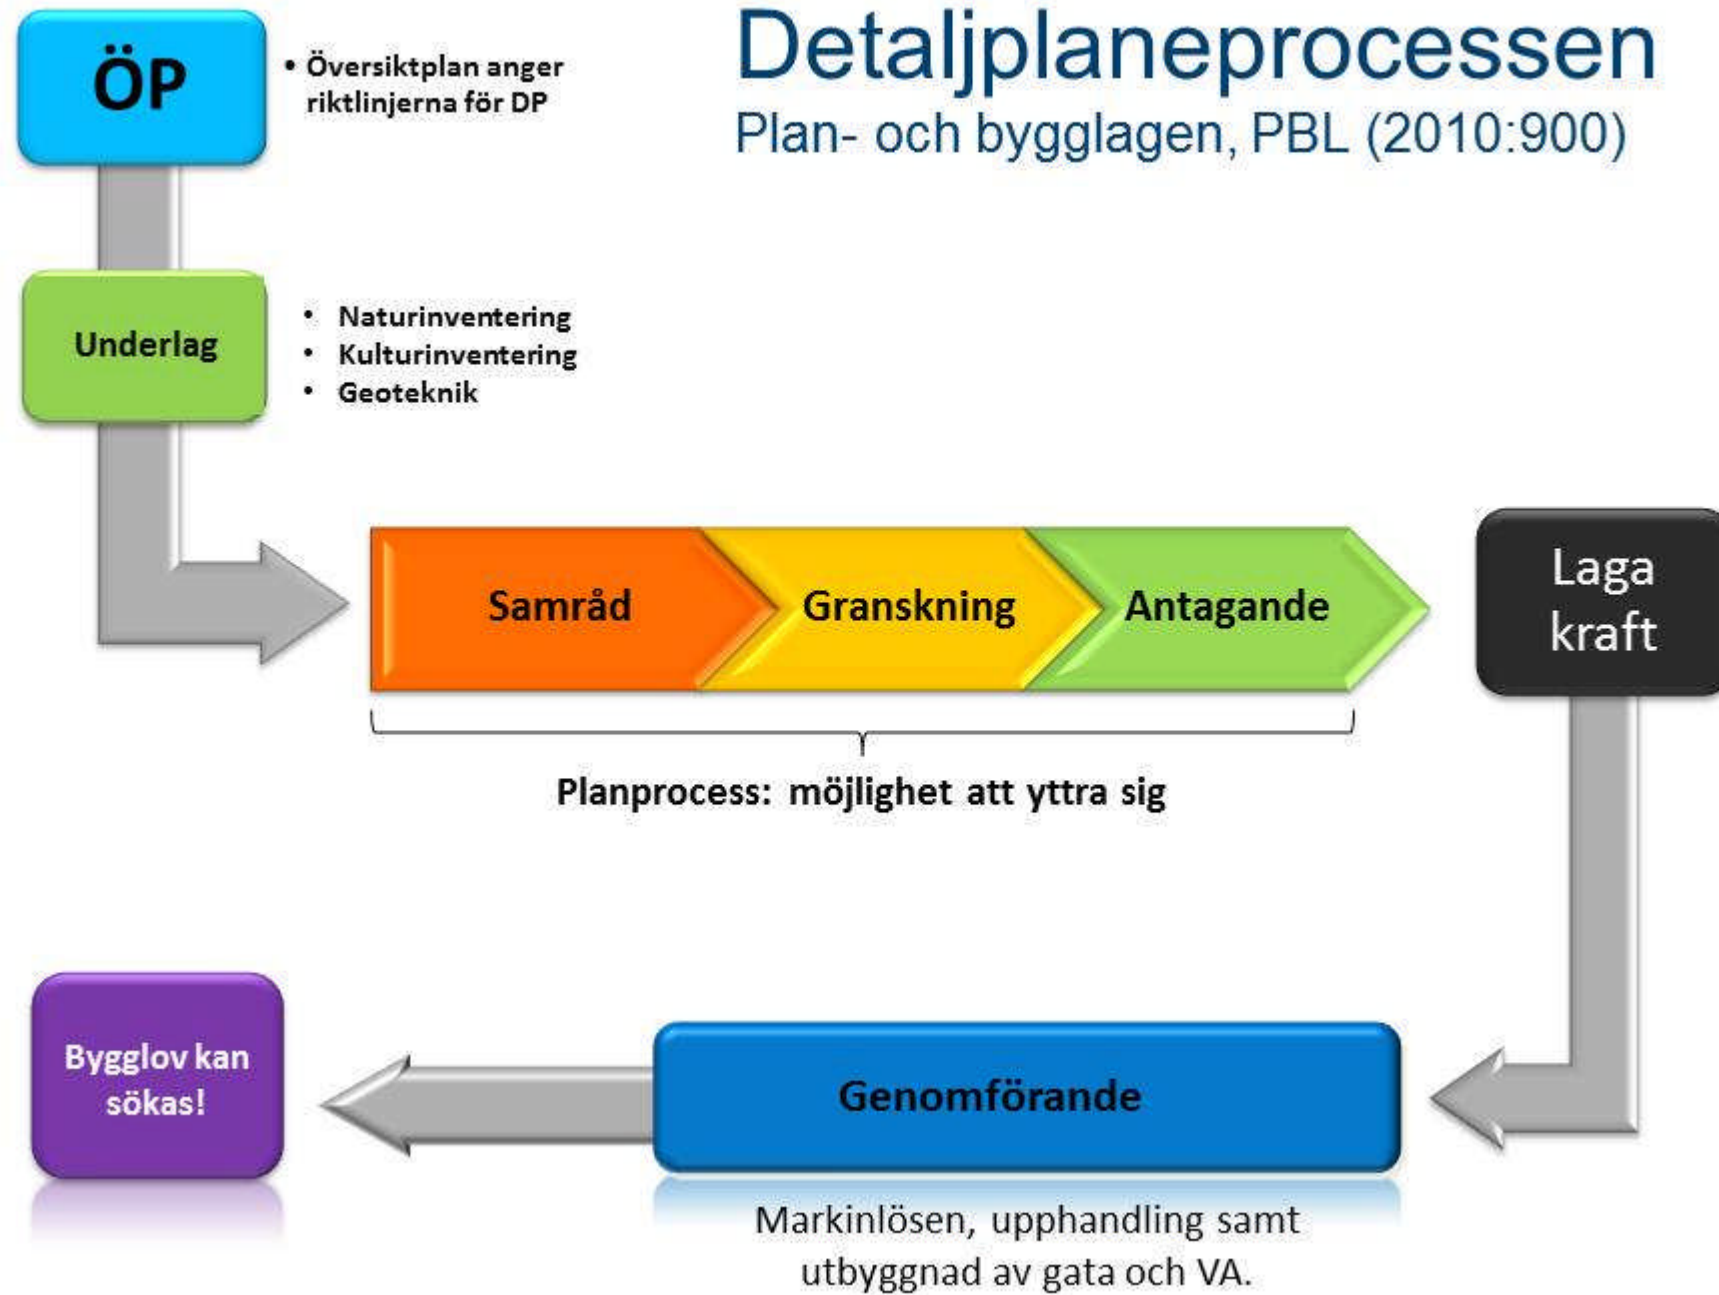 Detaljplaneprocessen
Plan- och bygglagen, PBL (2010:900)
ÖP
• Översiktplan anger
riktlinjerna för DP
Underlag
• Naturinventering
• Kulturinventering
• Geoteknik
Samråd
Granskning
Antagande
Laga
kraft
Planprocess: möjlighet att yttra sig
Bygglov kan
sökas!
Genomförande
Markinlösen, upphandling samt
utbyggnad av gata och VA.